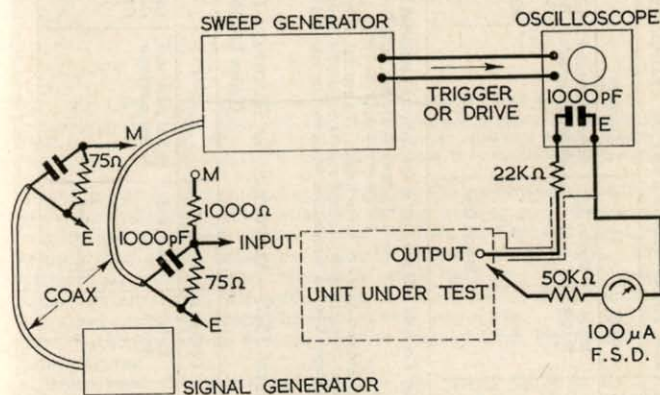 SWEEP GENERATOR
OSCILLOSCOPE
TRIGGER
OR DRIVE
1000pF
E
M
75Ω
E
M
1000Ω
1000pF
INPUT
75Ω
E
COAX
22KΩ
OUTPUT
UNIT UNDER TEST
50KΩ
100μA
F.S.D.
SIGNAL GENERATOR